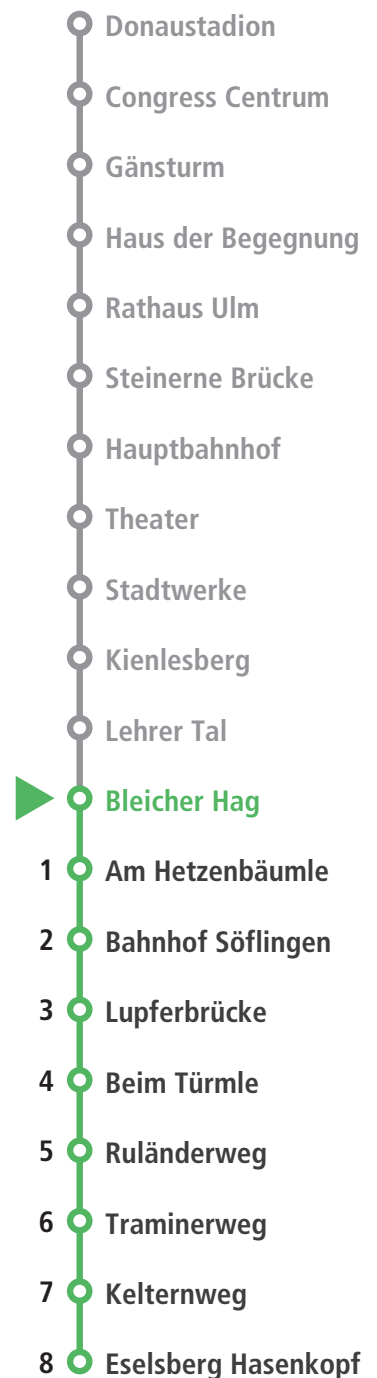 Donaustadion
Congress Centrum
Gänsturm
Haus der Begegnung
Rathaus Ulm
Steinerne Brücke
Hauptbahnhof
Theater
Stadtwerke
Kienlesberg
Lehrer Tal
Bleicher Hag
1 Am Hetzenbäumle
2 Bahnhof Söflingen
3 Lupferbrücke
4 Beim Türmle
5 Ruländerweg
6 Traminerweg
7 Kelternweg
8 Eselsberg Hasenkopf